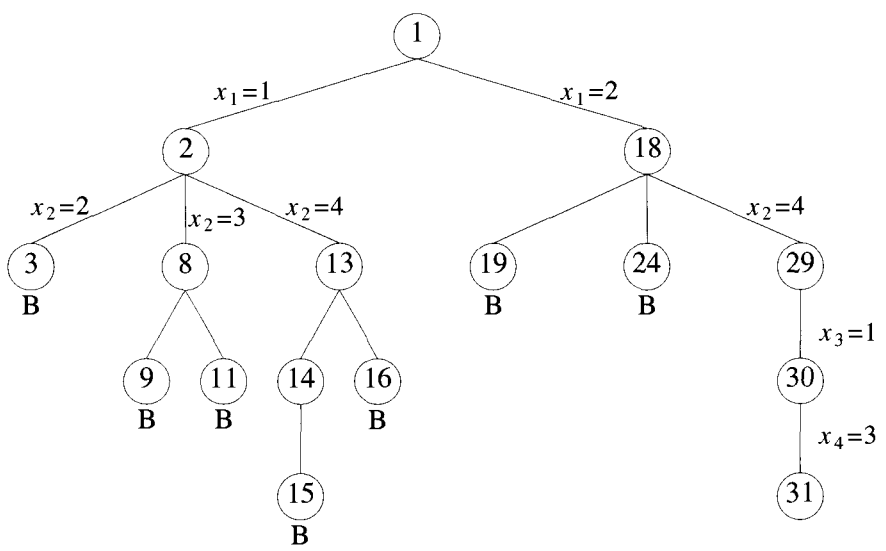 1
x₁=1
x₁=2
2
18
x₂=2
x₂=3
x₂=4
x₂=4
3
8
13
19
24
29
B
B
B
x₃=1
9
11
14
16
30
B
B
B
x₄=3
15
31
B